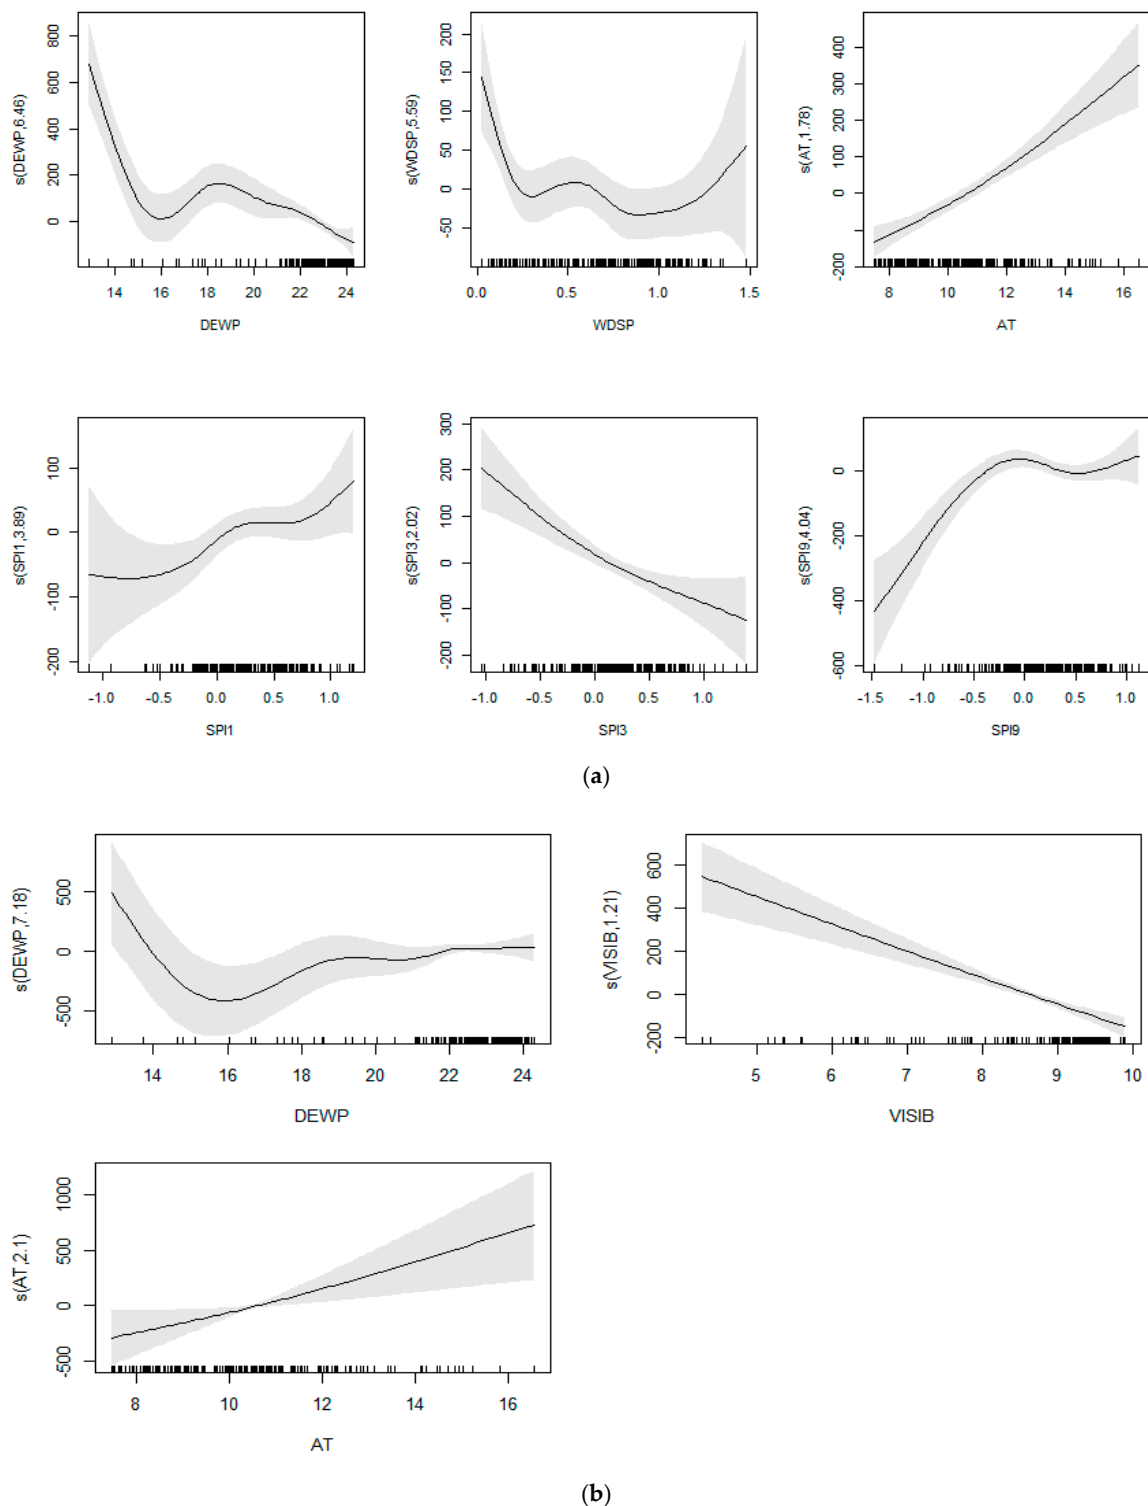 s(DEWP,6.46)
800
600
400
200
0
14 16 18 20 22 24
DEWP
s(WDSP,5.59)
200
150
100
50
0
-50
0.0 0.5 1.0 1.5
WDSP
s(AT,1.78)
400
300
200
100
0
-200
8 10 12 14 16
AT
s(SPI1,3.89)
100
0
-100
-200
-1.0 -0.5 0.0 0.5 1.0
SPI1
s(SPI3,2.02)
300
200
100
0
-100
-200
-1.0 -0.5 0.0 0.5 1.0
SPI3
s(SPI9,4.04)
0
-200
-400
-600
-1.5 -1.0 -0.5 0.0 0.5 1.0
SPI9
(a)
s(DEWP,7.18)
500
0
-500
14 16 18 20 22 24
DEWP
s(VISIB,1.21)
600
400
200
0
-200
5 6 7 8 9 10
VISIB
s(AT,2.1)
1000
500
0
-500
8 10 12 14 16
AT
(b)